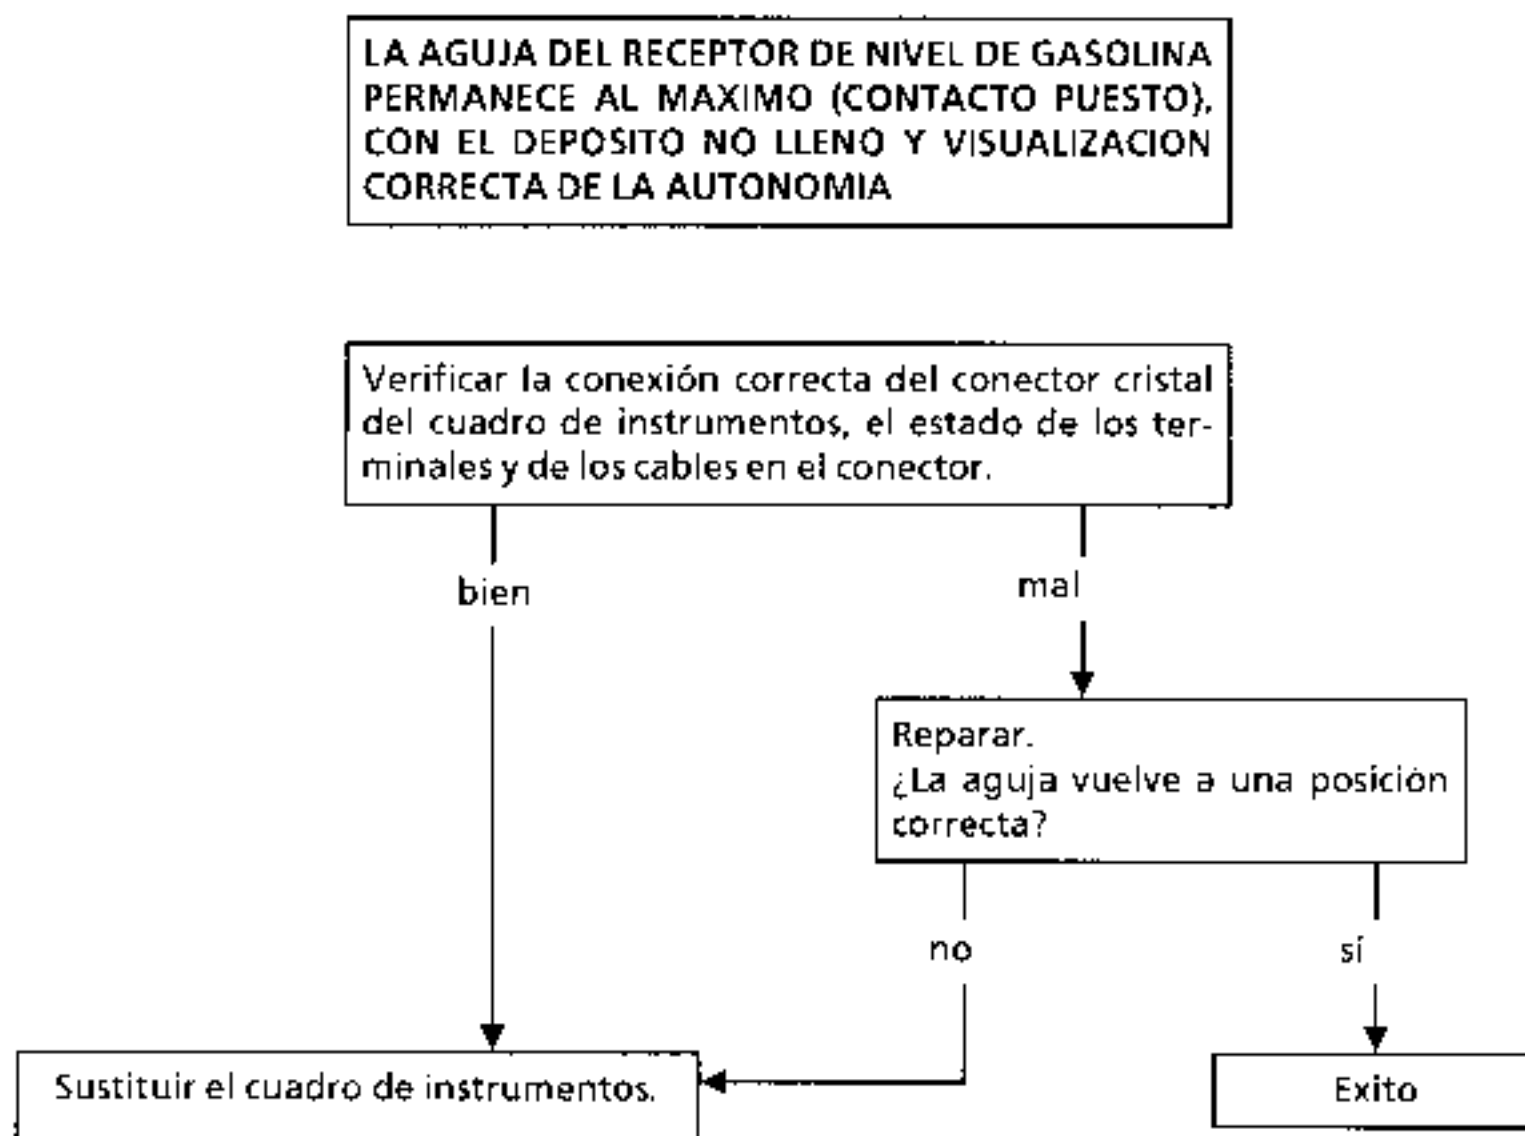 LA AGUJA DEL RECEPTOR DE NIVEL DE GASOLINA
PERMANECE AL MAXIMO (CONTACTO PUESTO),
CON EL DEPOSITO NO LLENO Y VISUALIZACION
CORRECTA DE LA AUTONOMIA
Verificar la conexión correcta del conector cristal
del cuadro de instrumentos, el estado de los ter-
minales y de los cables en el conector.
bien
mal
Reparar.
¿La aguja vuelve a una posición
correcta?
no
sí
Sustituir el cuadro de instrumentos.
Exito